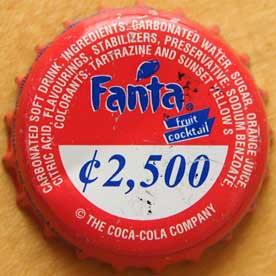 CARBONATED SOFT DRINK. INGREDIENTS: CARBONATED WATER, SUGAR, ORANGE JUICE
CITRIC ACID, FLAVOURINGS, STABILIZERS, PRESERVATIVE: SODIUM BENZOATE,
COLORANTS: TARTRAZINE AND SUNSET YELLOW S
Fanta®
fruit
cocktail
¢2,500
© THE COCA-COLA COMPANY